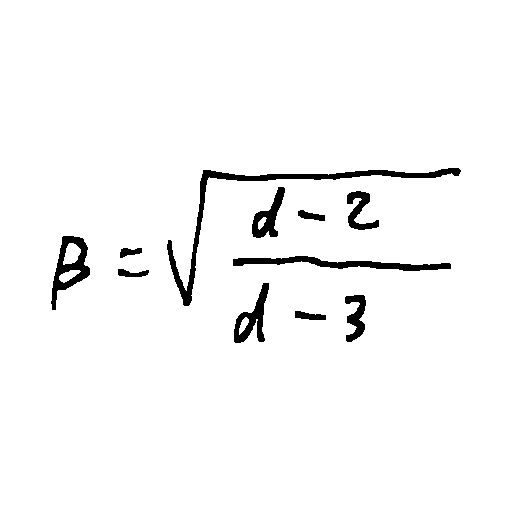 β = √((d - 2)/(d - 3))